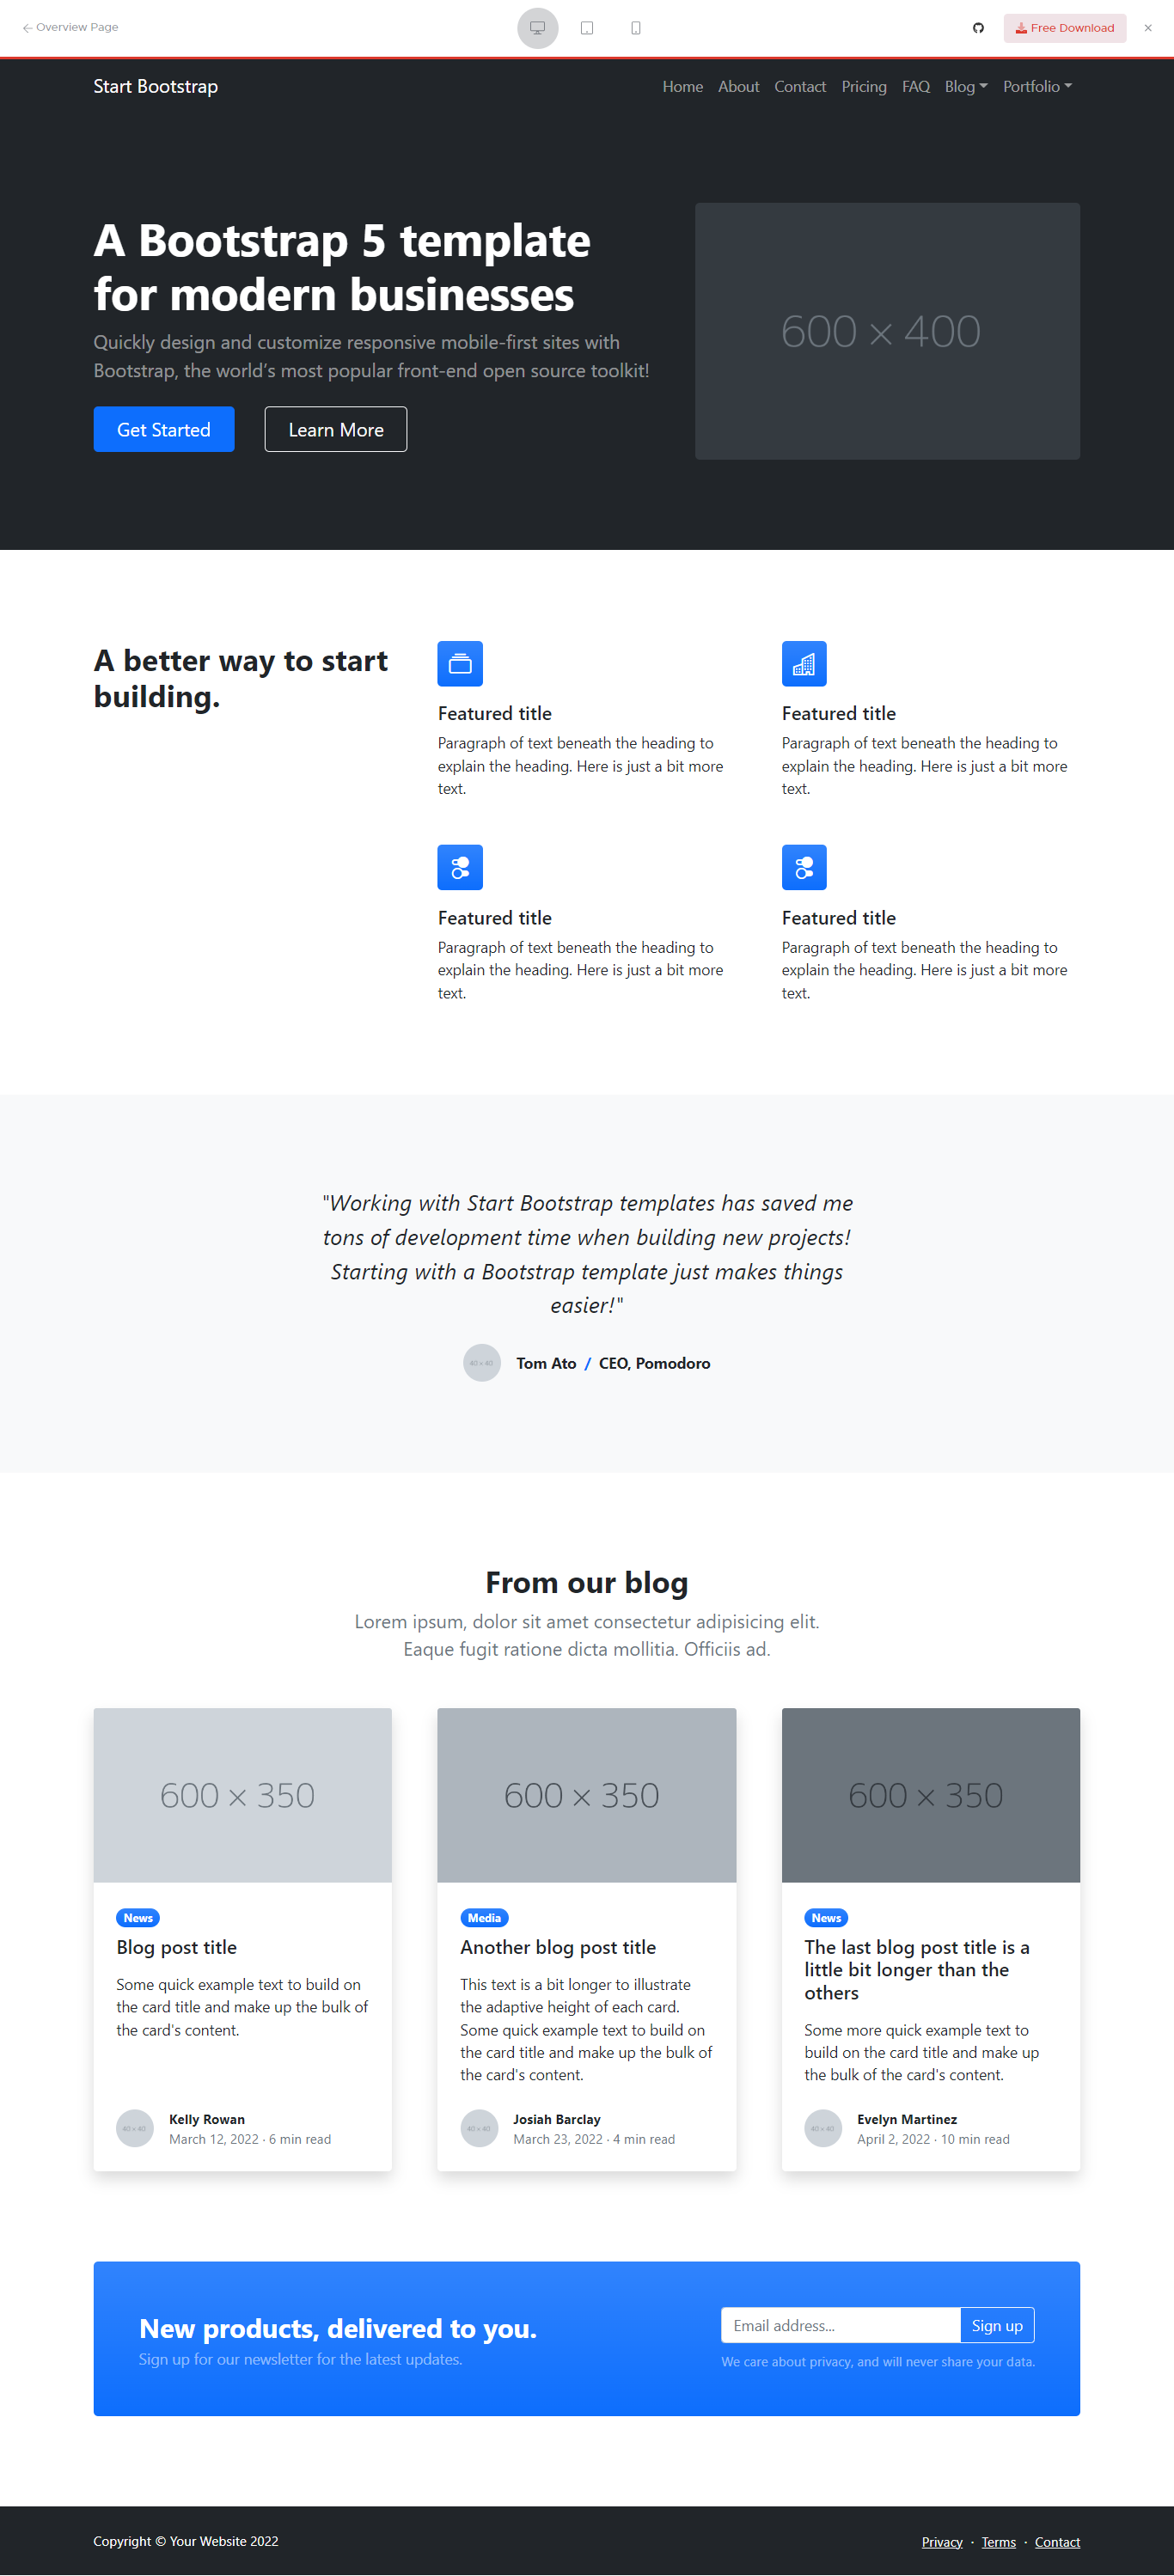 Overview Page
Free Download
Start Bootstrap
Home About Contact Pricing FAQ Blog Portfolio
A Bootstrap 5 template
for modern businesses
Quickly design and customize responsive mobile-first sites with
Bootstrap, the world's most popular front-end open source toolkit!
Get Started
Learn More
600 × 400
A better way to start
building.
Featured title
Paragraph of text beneath the heading to
explain the heading. Here is just a bit more
text.
Featured title
Paragraph of text beneath the heading to
explain the heading. Here is just a bit more
text.
Featured title
Paragraph of text beneath the heading to
explain the heading. Here is just a bit more
text.
Featured title
Paragraph of text beneath the heading to
explain the heading. Here is just a bit more
text.
"Working with Start Bootstrap templates has saved me
tons of development time when building new projects!
Starting with a Bootstrap template just makes things
easier!"
40 × 40
Tom Ato / CEO, Pomodoro
From our blog
Lorem ipsum, dolor sit amet consectetur adipisicing elit.
Eaque fugit ratione dicta mollitia. Officiis ad.
600 × 350
News
Blog post title
Some quick example text to build on
the card title and make up the bulk of
the card's content.
40 × 40
Kelly Rowan
March 12, 2022 · 6 min read
600 × 350
Media
Another blog post title
This text is a bit longer to illustrate
the adaptive height of each card.
Some quick example text to build on
the card title and make up the bulk of
the card's content.
40 × 40
Josiah Barclay
March 23, 2022 · 4 min read
600 × 350
News
The last blog post title is a
little bit longer than the
others
Some more quick example text to
build on the card title and make up
the bulk of the card's content.
40 × 40
Evelyn Martinez
April 2, 2022 · 10 min read
New products, delivered to you.
Sign up for our newsletter for the latest updates.
Email address...
Sign up
We care about privacy, and will never share your data.
Copyright © Your Website 2022
Privacy · Terms · Contact